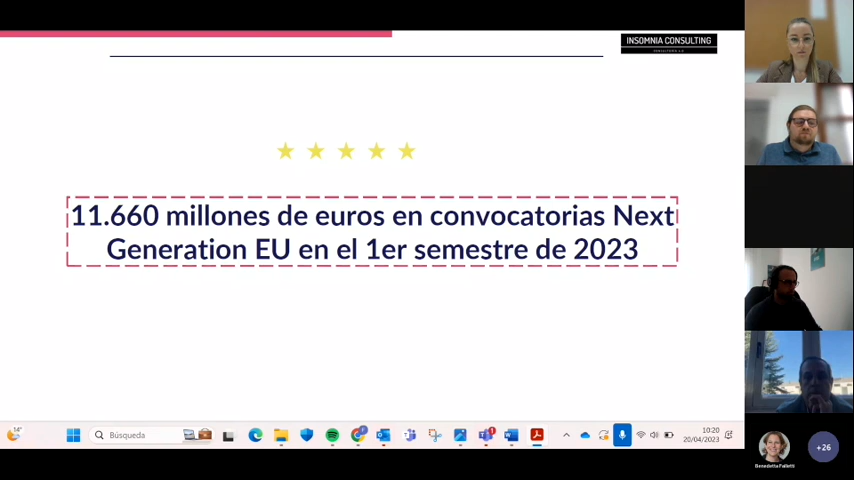 INSOMNIA CONSULTING
11.660 millones de euros en convocatorias Next
Generation EU en el 1er semestre de 2023
14°
Búsqueda
10:20
20/04/2023
Benedetta Falletti
+26